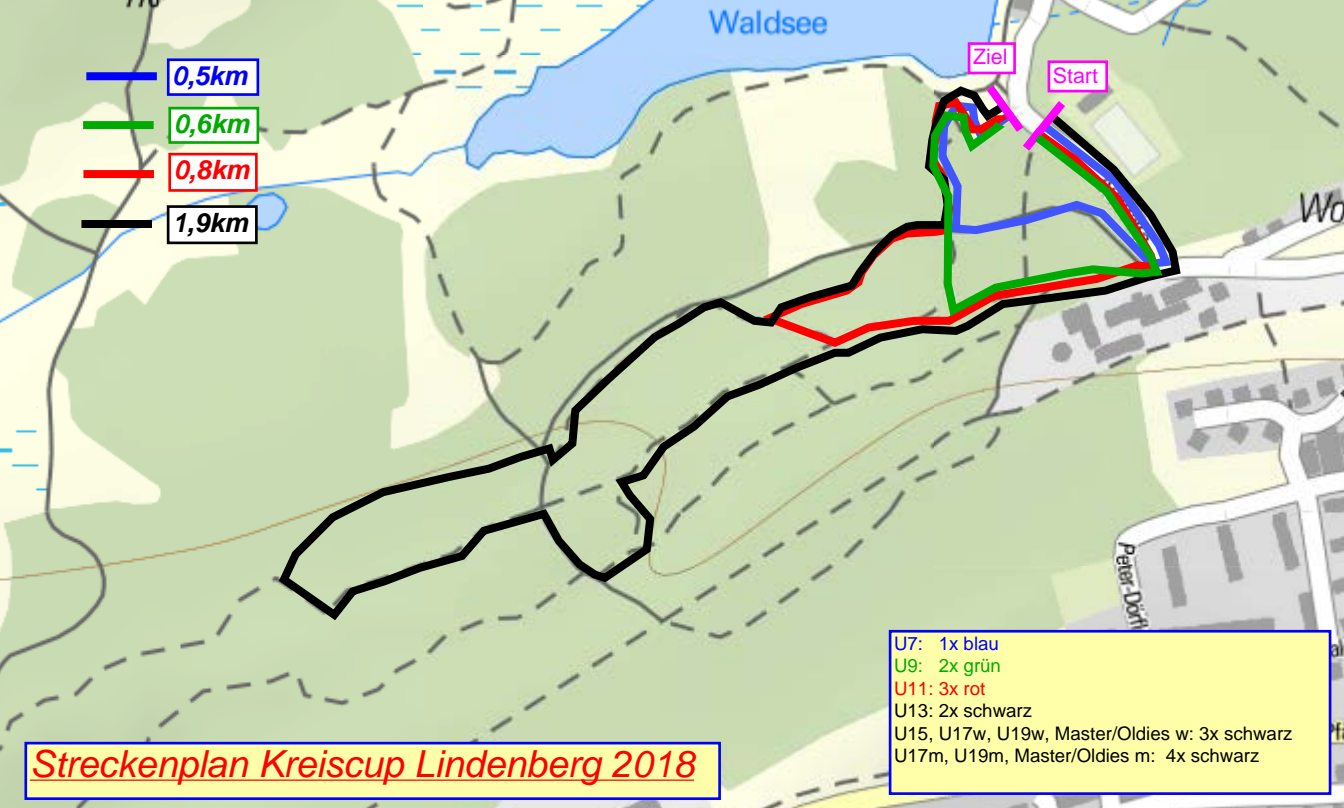 Waldsee
Ziel
Start
0,5km
0,6km
0,8km
1,9km
Wo
Peter-Dörfl
U7: 1x blau
U9: 2x grün
U11: 3x rot
U13: 2x schwarz
U15, U17w, U19w, Master/Oldies w: 3x schwarz
U17m, U19m, Master/Oldies m: 4x schwarz
Streckenplan Kreiscup Lindenberg 2018